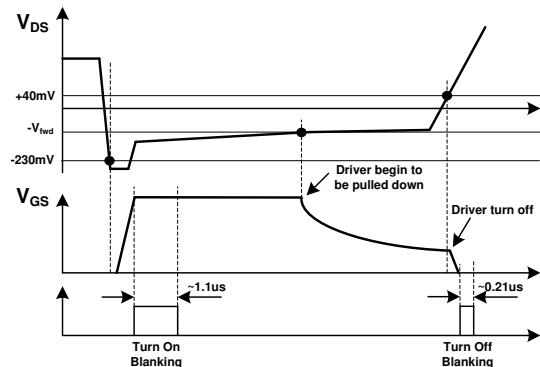 VDS
+40mV
-Vfwd
-230mV
Driver begin to
be pulled down
VGS
Driver turn off
~1.1us
~0.21us
Turn On
Blanking
Turn Off
Blanking